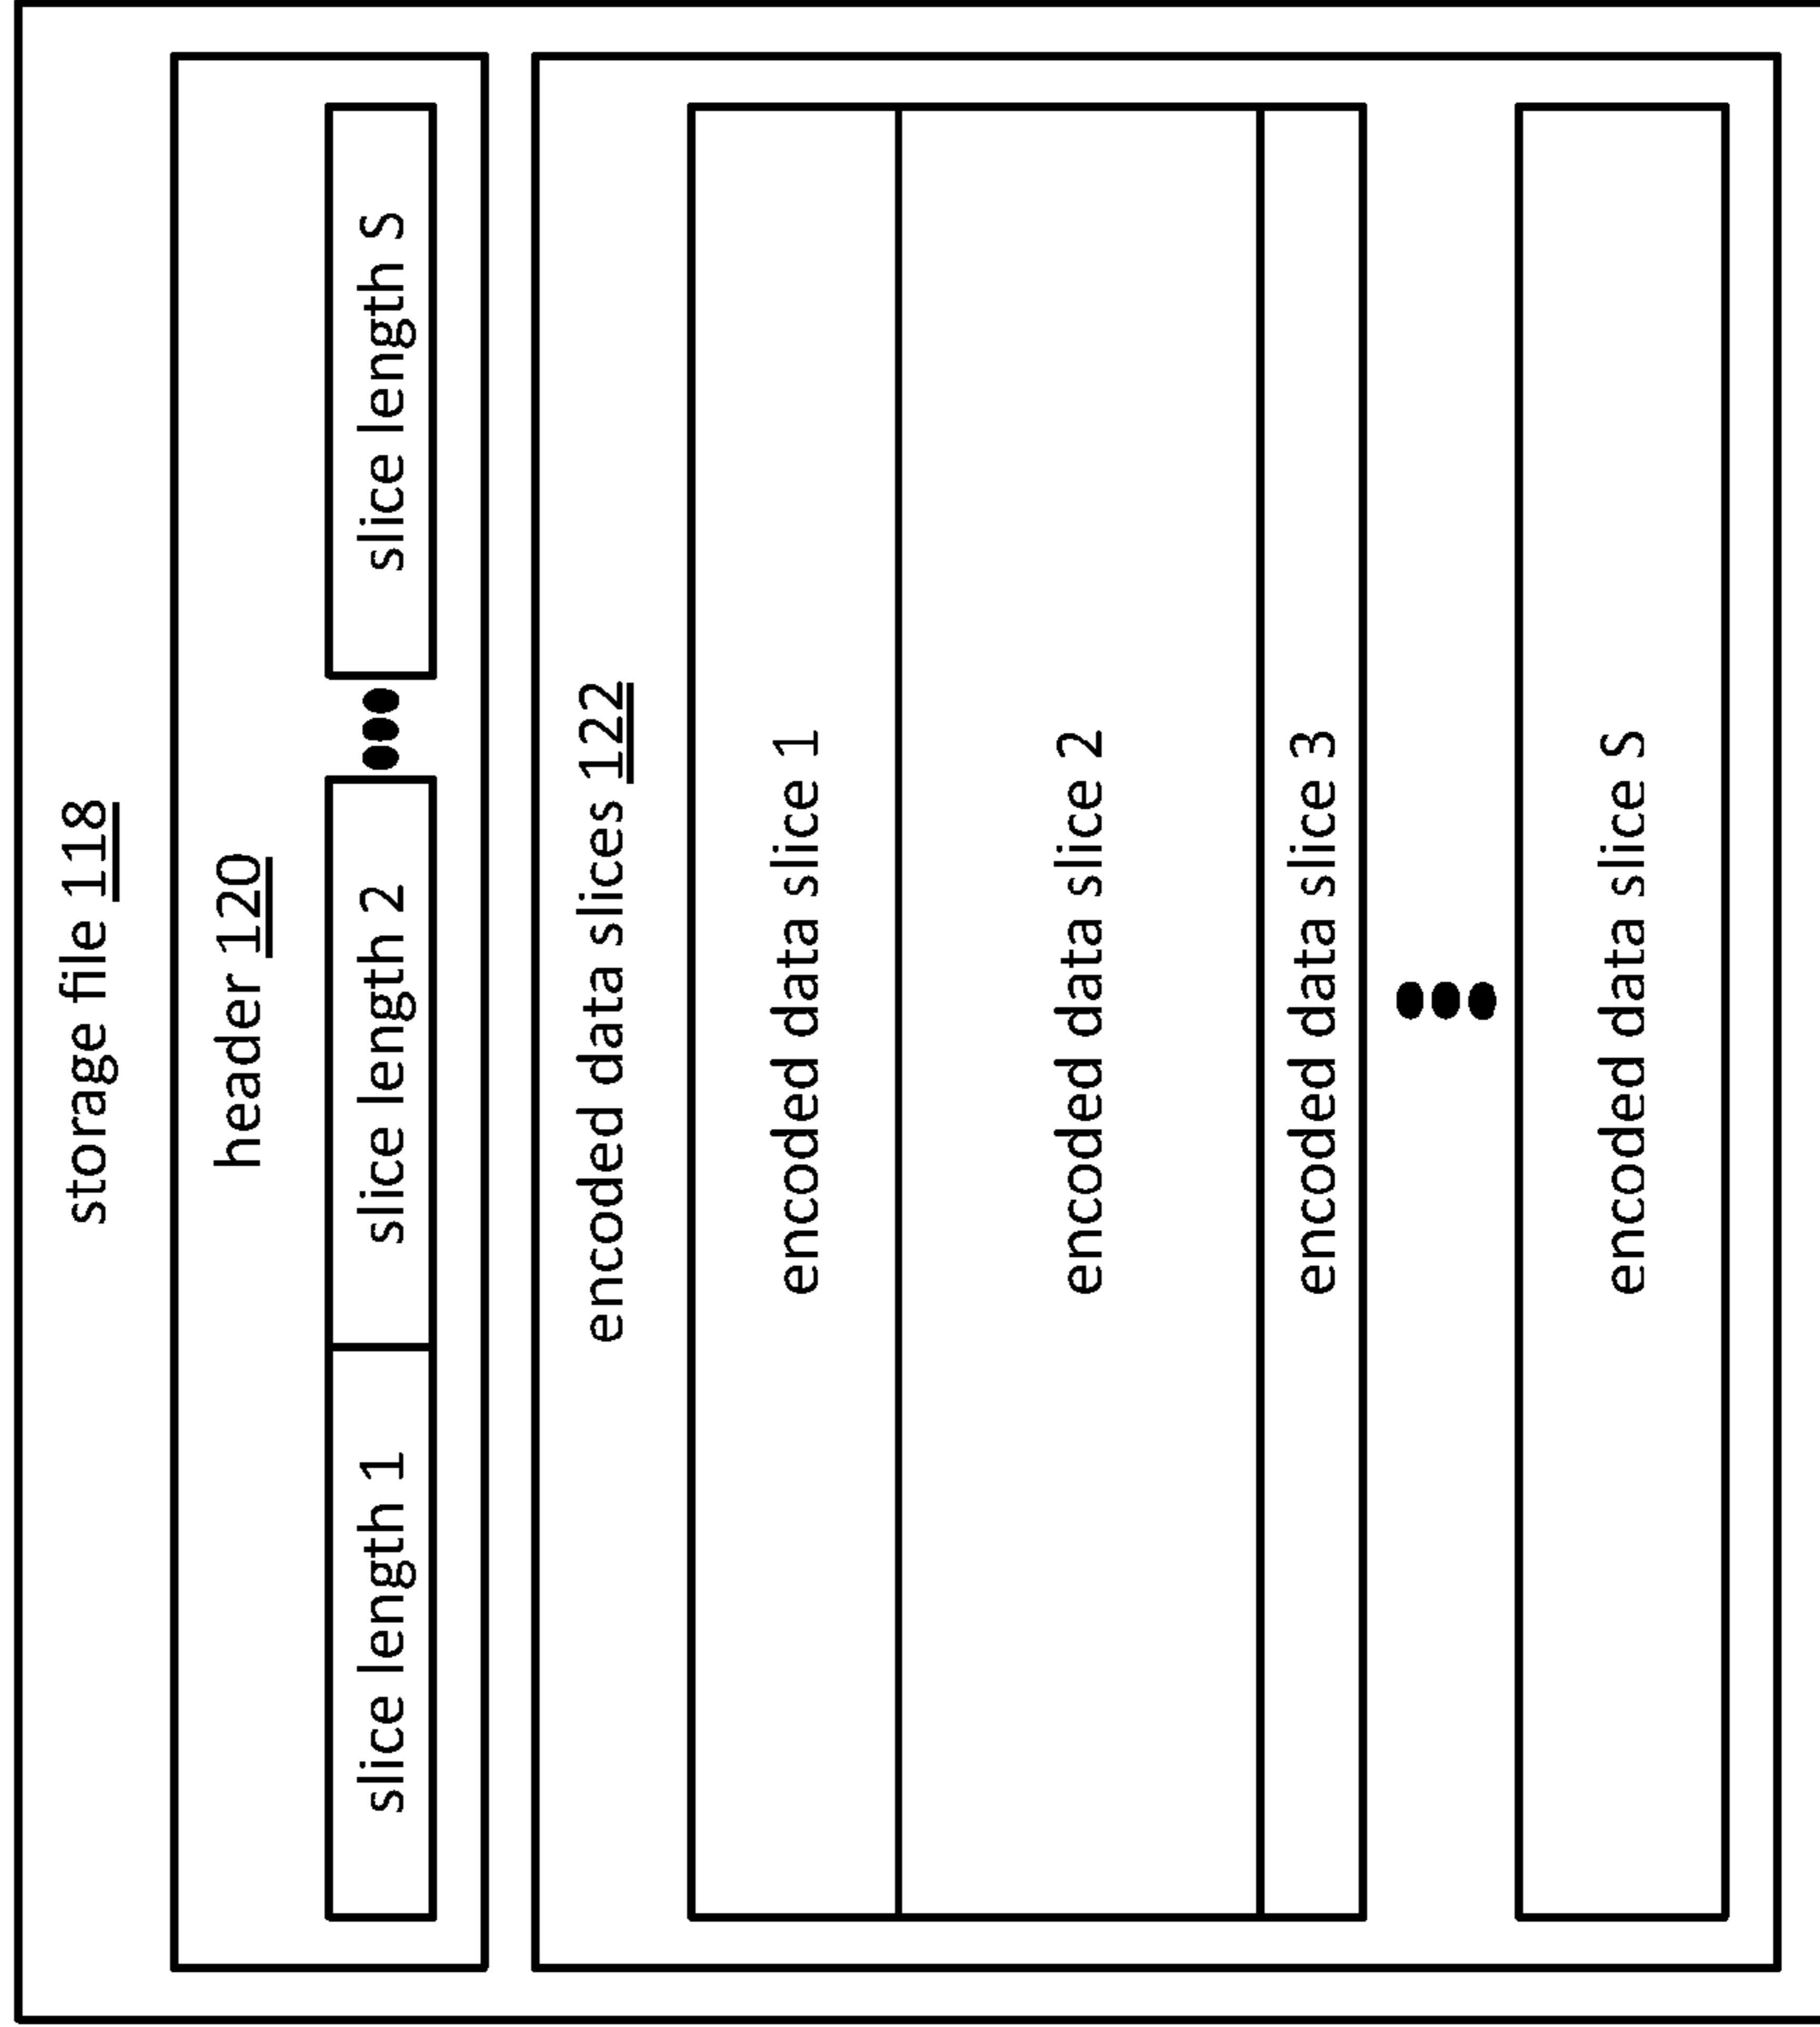 storage file 118
header 120
slice length 1
slice length 2
slice length S
encoded data slices 122
encoded data slice 1
encoded data slice 2
encoded data slice 3
encoded data slice S